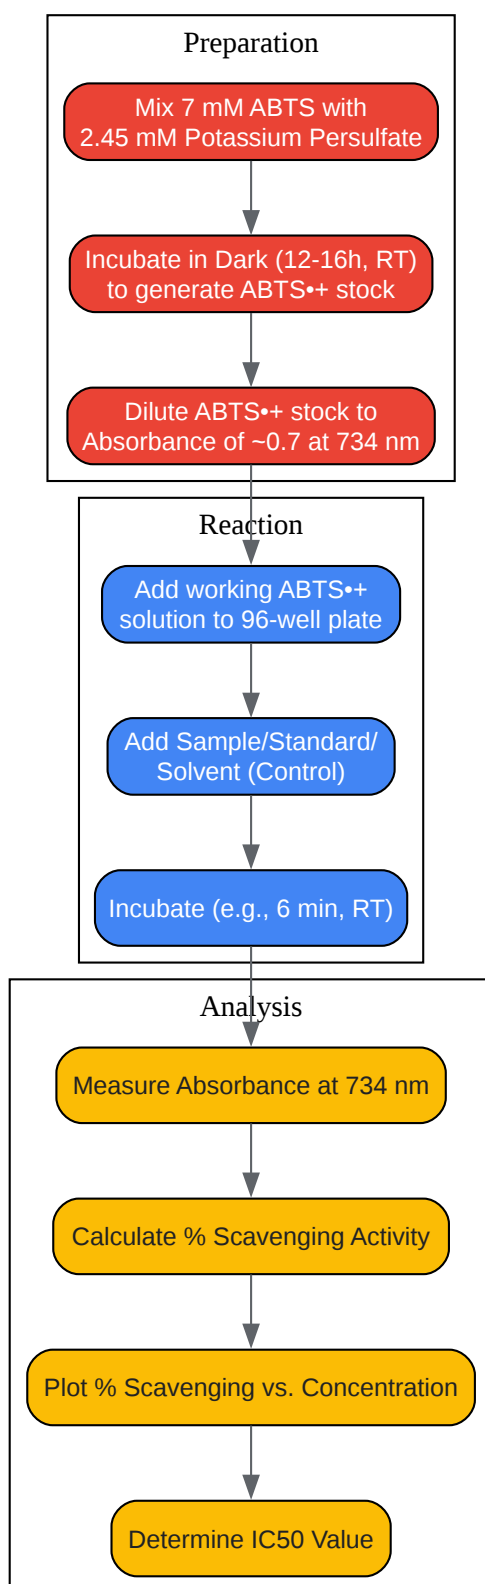 Preparation
Mix 7 mM ABTS with
2.45 mM Potassium Persulfate
Incubate in Dark (12-16h, RT)
to generate ABTS•+ stock
Dilute ABTS•+ stock to
Absorbance of ~0.7 at 734 nm
Reaction
Add working ABTS•+
solution to 96-well plate
Add Sample/Standard/
Solvent (Control)
Incubate (e.g., 6 min, RT)
Analysis
Measure Absorbance at 734 nm
Calculate % Scavenging Activity
Plot % Scavenging vs. Concentration
Determine IC50 Value